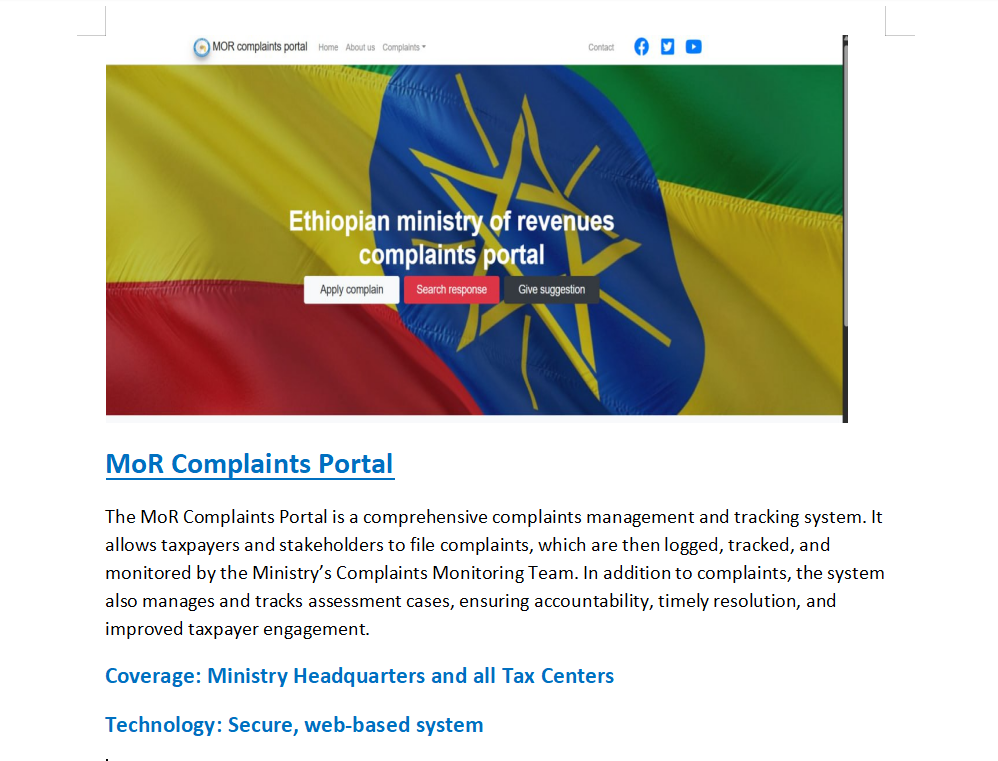 MOR complaints portal Home About us Complaints Contact
Ethiopian ministry of revenues
complaints portal
Apply complain Search response Give suggestion
MoR Complaints Portal
The MoR Complaints Portal is a comprehensive complaints management and tracking system. It
allows taxpayers and stakeholders to file complaints, which are then logged, tracked, and
monitored by the Ministry’s Complaints Monitoring Team. In addition to complaints, the system
also manages and tracks assessment cases, ensuring accountability, timely resolution, and
improved taxpayer engagement.
Coverage: Ministry Headquarters and all Tax Centers
Technology: Secure, web-based system
.